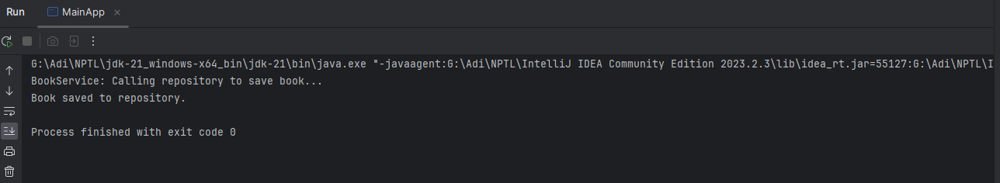 Run MainApp
G:\Adi\NPTL\jdk-21_windows-x64_bin\jdk-21\bin\java.exe "-javaagent:G:\Adi\NPTL\IntelliJ IDEA Community Edition 2023.2.3\lib\idea_rt.jar=55127:G:\Adi\NPTL\I
BookService: Calling repository to save book...
Book saved to repository.
Process finished with exit code 0